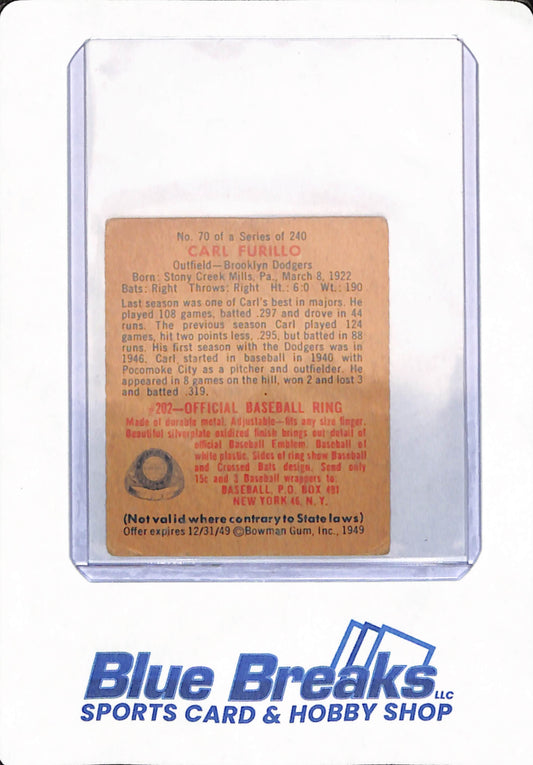 No. 70 of a Series of 240
CARL FURILLO
Outfield—Brooklyn Dodgers
Born: Stony Creek Mills, Pa., March 8, 1922
Bats: Right Throws: Right Ht.: 6:0 Wt.: 190
Last season was one of Carl's best in majors. He
played 108 games, batted .297 and drove in 44
runs. The previous season Carl played 124
games, hit two points less, .295, but batted in 88
runs. His first season with the Dodgers was in
1946. Carl started in baseball in 1940 with
Pocomoke City as a pitcher and outfielder. He
appeared in 8 games on the hill, won 2 and lost 3
and batted .319.
#202—OFFICIAL BASEBALL RING
Made of durable metal. Adjustable—fits any size finger.
Beautiful silverplate oxidized finish brings out detail of
official Baseball Emblem. Baseball of
white plastic. Sides of ring show Baseball
and Crossed Bats design. Send only
15c and 3 Baseball wrappers to:
BASEBALL, P.O. BOX 491
NEW YORK 46, N.Y.
(Not valid where contrary to State laws)
Offer expires 12/31/49 ©Bowman Gum, Inc., 1949
Blue Breaks LLC
SPORTS CARD & HOBBY SHOP